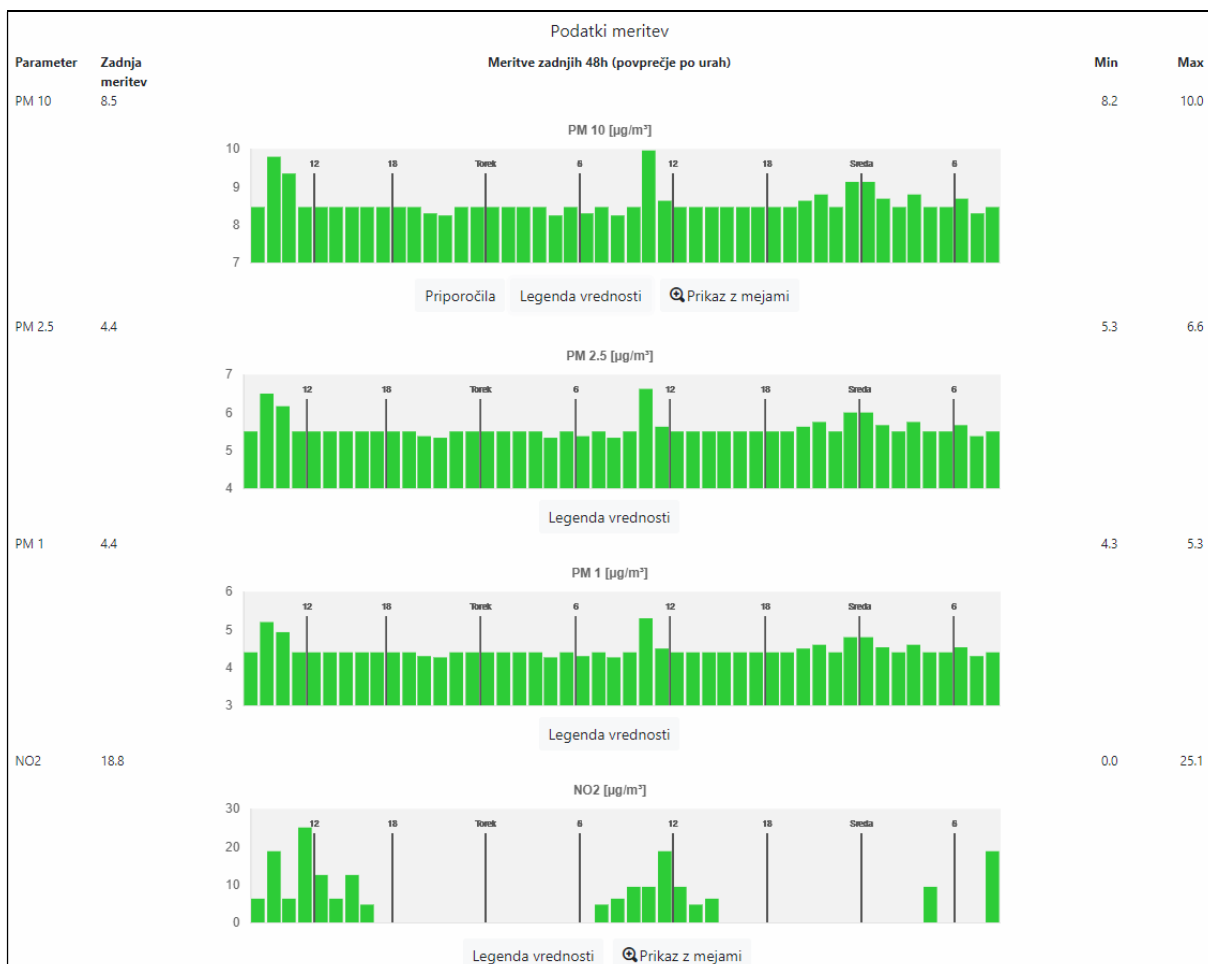 Podatki meritev
Parameter Zadnja meritev Meritve zadnjih 48h (povprečje po urah) Min Max
PM 10 8.5 8.2 10.0
PM 10 [µg/m³]
10
12 18 Torek 6 12 18 Sreda 6
9
8
7
Priporočila Legenda vrednosti Prikaz z mejami
PM 2.5 4.4 5.3 6.6
PM 2.5 [µg/m³]
7
12 18 Torek 6 12 18 Sreda 6
6
5
4
Legenda vrednosti
PM 1 4.4 4.3 5.3
PM 1 [µg/m³]
6
12 18 Torek 6 12 18 Sreda 6
5
4
3
Legenda vrednosti
NO2 18.8 0.0 25.1
NO2 [µg/m³]
30
12 18 Torek 6 12 18 Sreda 6
20
10
0
Legenda vrednosti Prikaz z mejami